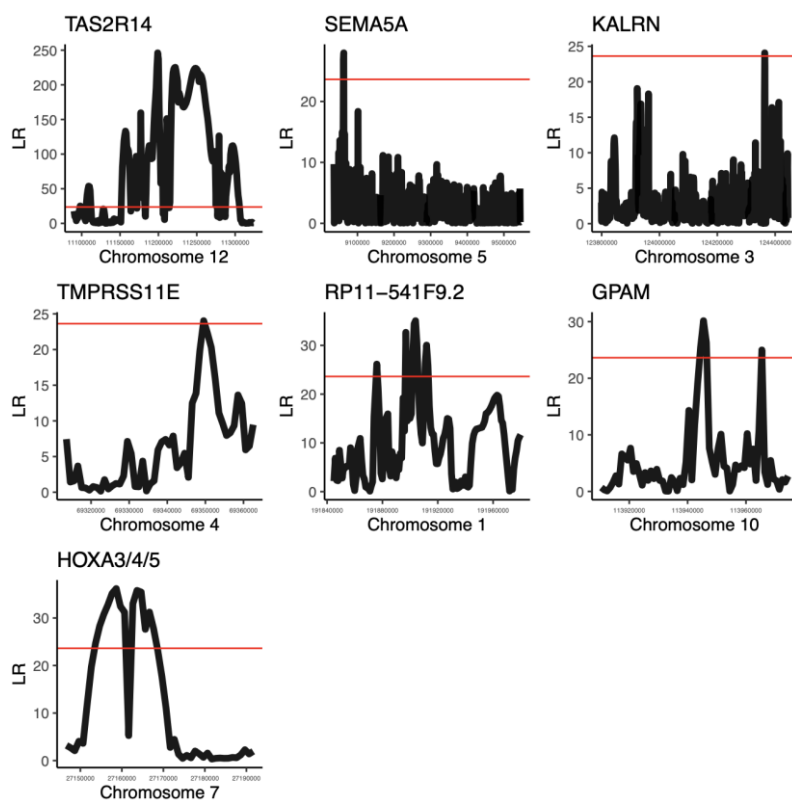 TAS2R14
SEMA5A
KALRN
LR
250
200
150
100
50
0
11100000 11150000 11200000 11250000 11300000
Chromosome 12
LR
20
10
0
9100000 9200000 9300000 9400000 9500000
Chromosome 5
LR
25
20
15
10
5
0
123800000 124000000 124200000 124400000
Chromosome 3
TMPRSS11E
RP11−541F9.2
GPAM
LR
25
20
15
10
5
0
69320000 69330000 69340000 69350000 69360000
Chromosome 4
LR
30
20
10
0
191840000 191880000 191920000 191960000
Chromosome 1
LR
30
20
10
0
113920000 113940000 113960000
Chromosome 10
HOXA3/4/5
LR
30
20
10
0
27150000 27160000 27170000 27180000 27190000
Chromosome 7